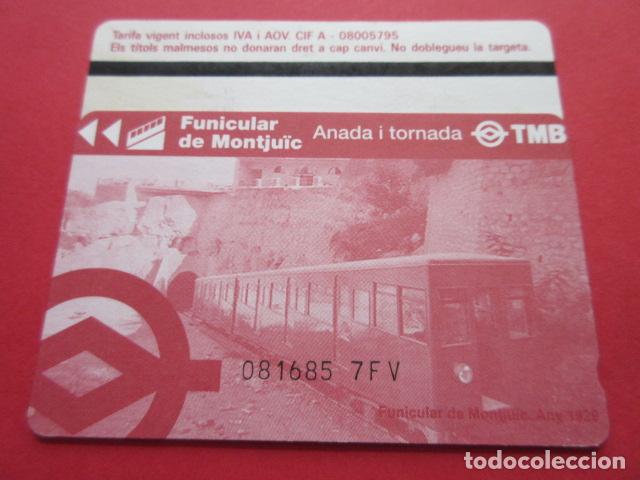 Tarifa vigent inclosos IVA i AOV. CIF A - 08005795
Els títols malmesos no donaran dret a cap canvi. No doblegueu la targeta.
Funicular
de Montjuïc
Anada i tornada
TMB
081685 7FV
Funicular de Montjuïc. Any 1928
todocoleccion